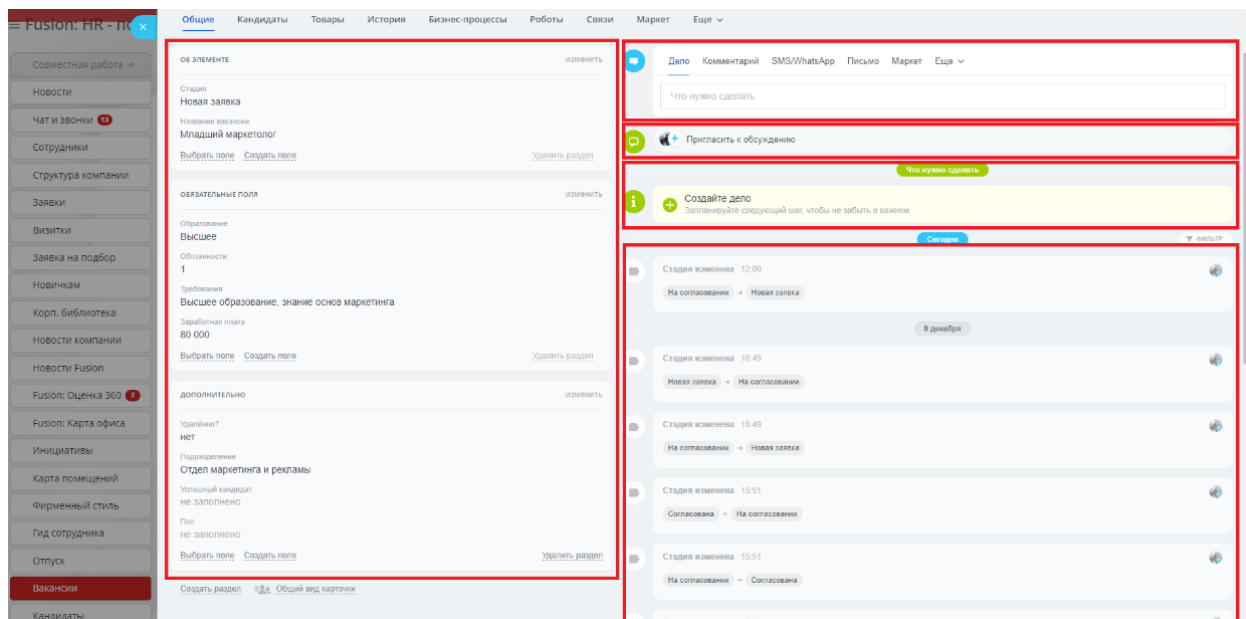 Fusion: HR - по
Совместная работа
Новости
Чат и звонки 13
Сотрудники
Структура компании
Заявки
Визитки
Заявка на подбор
Новичкам
Корп. библиотека
Новости компании
Новости Fusion
Fusion: Оценка 360 2
Fusion: Карта офиса
Инициативы
Карта помещений
Фирменный стиль
Гид сотрудника
Отпуск
Вакансии
Кандидаты
Общие Кандидаты Товары История Бизнес-процессы Роботы Связи Маркет Еще
ОБ ЭЛЕМЕНТЕ изменить
Стадия
Новая заявка
Название вакансии
Младший маркетолог
Выбрать поле Создать поле Удалить раздел
ОБЯЗАТЕЛЬНЫЕ ПОЛЯ изменить
Образование
Высшее
Обязанности
1
Требования
Высшее образование, знание основ маркетинга
Заработная плата
80 000
Выбрать поле Создать поле Удалить раздел
ДОПОЛНИТЕЛЬНО изменить
Удалённо?
нет
Подразделение
Отдел маркетинга и рекламы
Успешный кандидат
не заполнено
Пол
не заполнено
Выбрать поле Создать поле Удалить раздел
Создать раздел Общий вид карточки
Дело Комментарий SMS/WhatsApp Письмо Маркет Еще
Что нужно сделать
Пригласить к обсуждению
Что нужно сделать
Создайте дело
Запланируйте следующий шаг, чтобы не забыть о важном
Сегодня ФИЛЬТР
Стадия изменена 12:00
На согласовании → Новая заявка
9 декабря
Стадия изменена 16:49
Новая заявка → На согласовании
Стадия изменена 15:49
На согласовании → Новая заявка
Стадия изменена 15:51
Согласована → На согласовании
Стадия изменена 15:51
На согласовании → Согласована